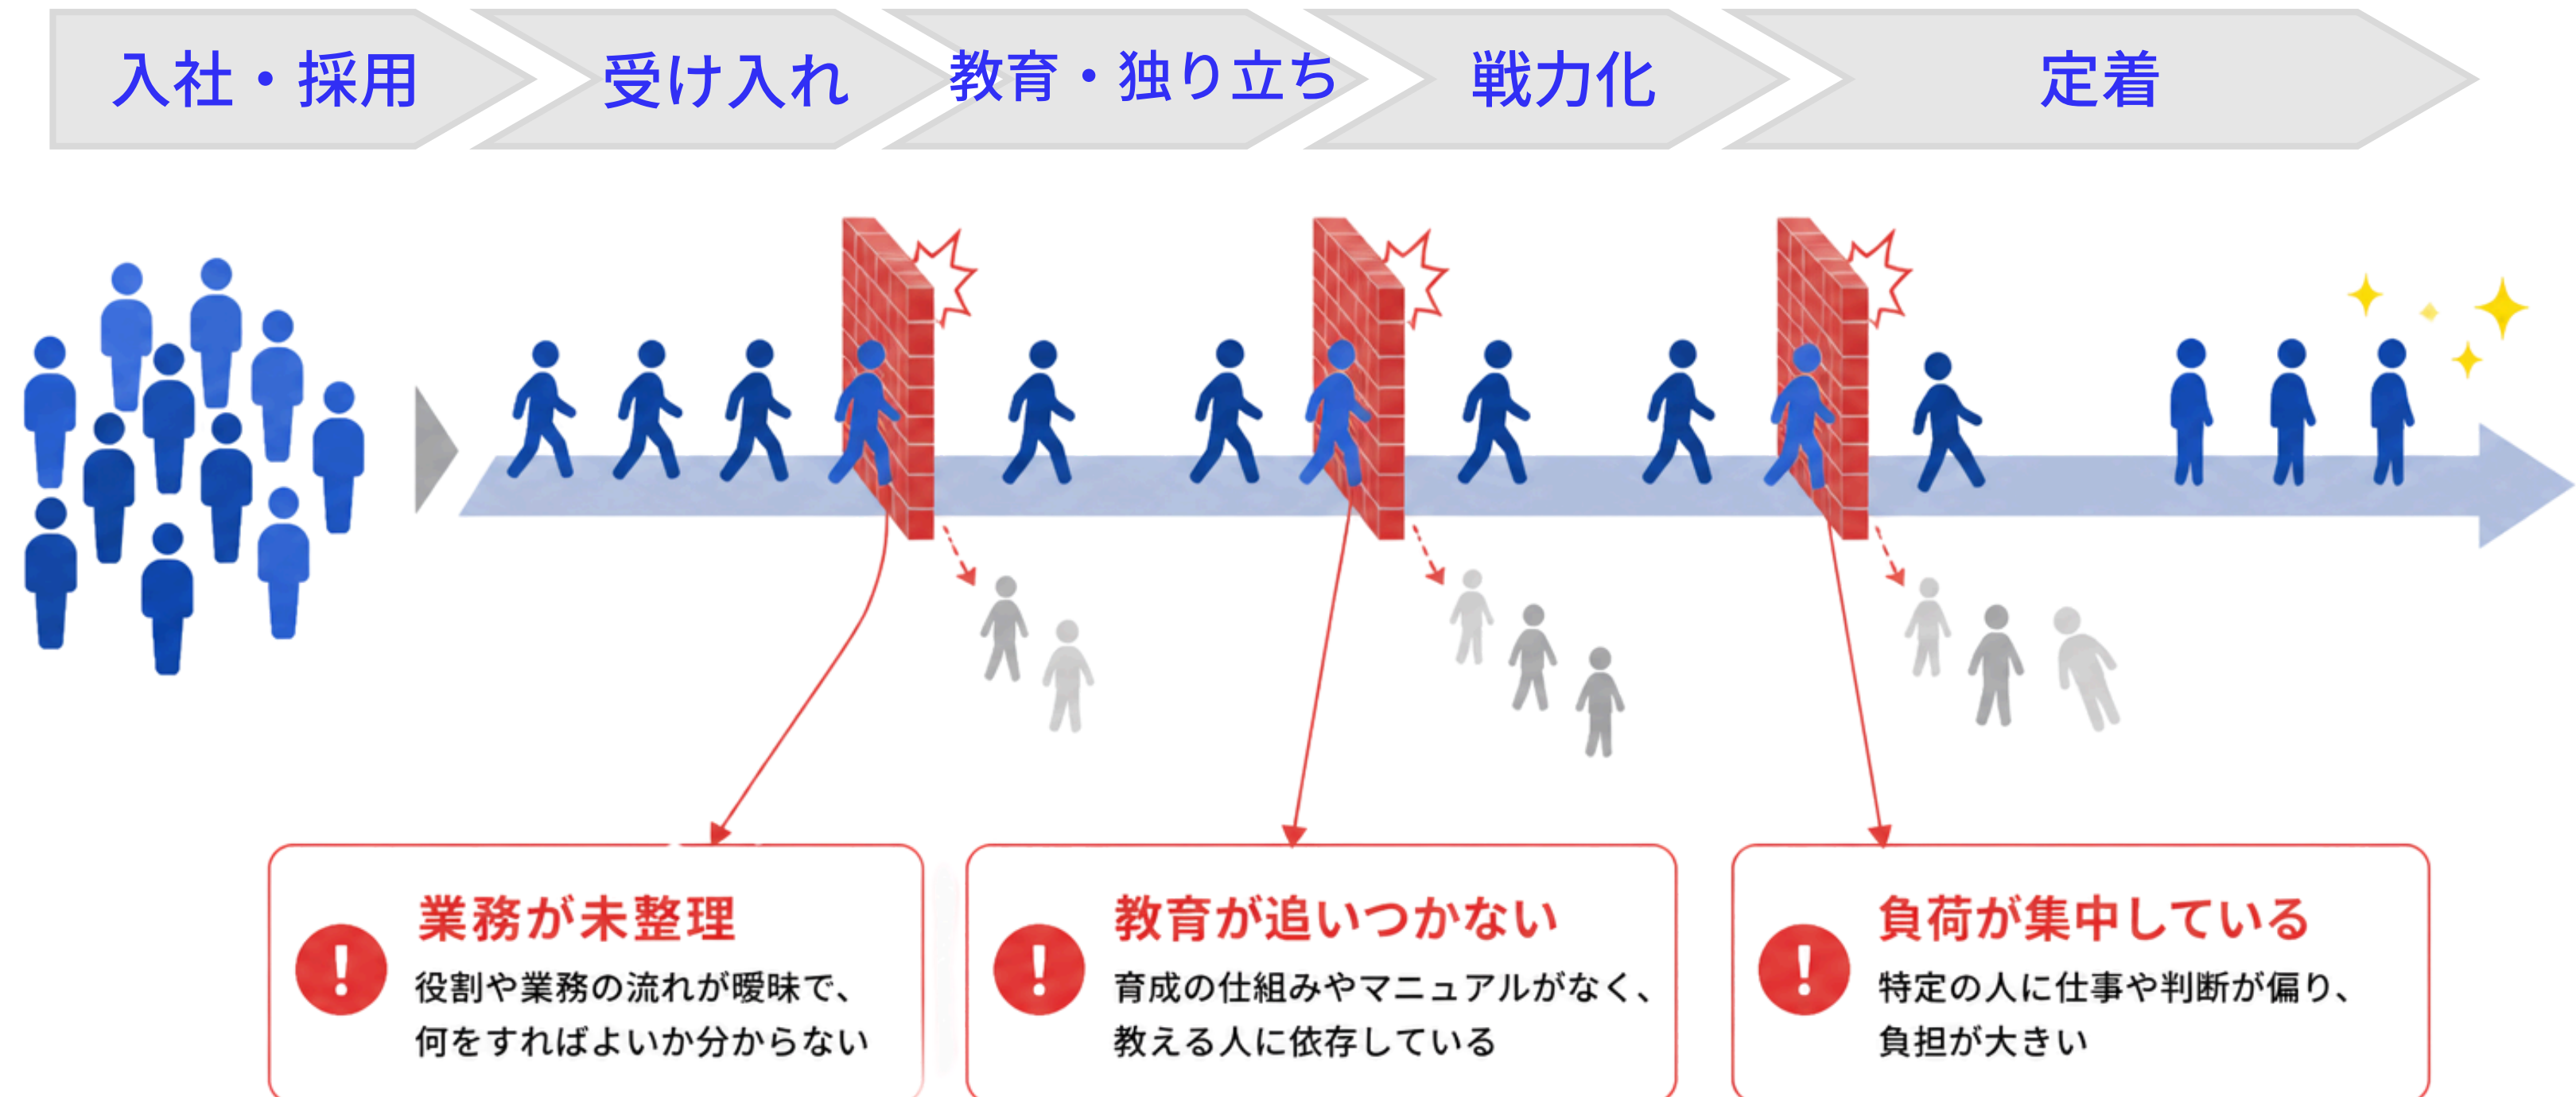 入社・採用
受け入れ
教育・独り立ち
戦力化
定着
業務が未整理
役割や業務の流れが曖昧で、
何をすればよいか分からない
教育が追いつかない
育成の仕組みやマニュアルがなく、
教える人に依存している
負荷が集中している
特定の人に仕事や判断が偏り、
負担が大きい